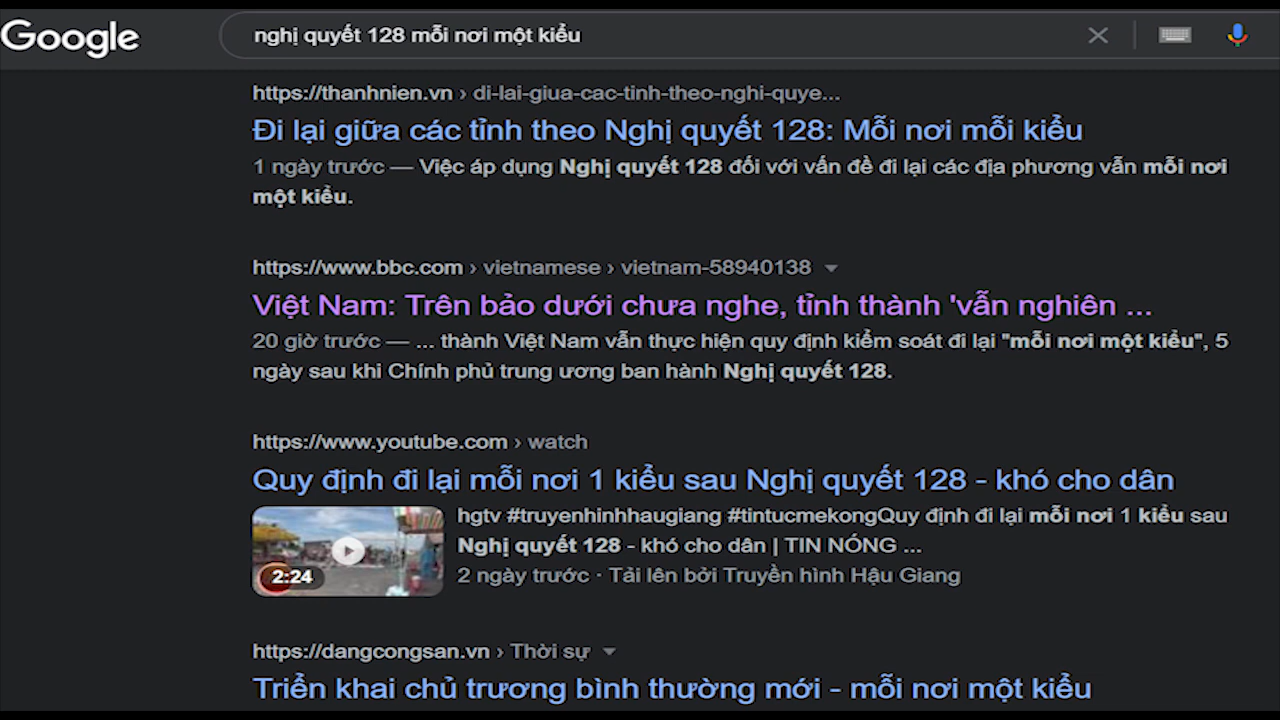 Google
nghị quyết 128 mỗi nơi một kiểu
https://thanhnien.vn › di-lai-giua-cac-tinh-theo-nghi-quye...
Đi lại giữa các tỉnh theo Nghị quyết 128: Mỗi nơi mỗi kiểu
1 ngày trước — Việc áp dụng Nghị quyết 128 đối với vấn đề đi lại các địa phương vẫn mỗi nơi
một kiểu.
https://www.bbc.com › vietnamese › vietnam-58940138
Việt Nam: Trên bảo dưới chưa nghe, tỉnh thành 'vẫn nghiên ...
20 giờ trước — ... thành Việt Nam vẫn thực hiện quy định kiểm soát đi lại "mỗi nơi một kiểu", 5
ngày sau khi Chính phủ trung ương ban hành Nghị quyết 128.
https://www.youtube.com › watch
Quy định đi lại mỗi nơi 1 kiểu sau Nghị quyết 128 - khó cho dân
hgtv #truyenhinhhaugiang #tintucmekongQuy định đi lại mỗi nơi 1 kiểu sau
Nghị quyết 128 - khó cho dân | TIN NÓNG ...
2:24
2 ngày trước · Tải lên bởi Truyền hình Hậu Giang
https://dangcongsan.vn › Thời sự
Triển khai chủ trương bình thường mới - mỗi nơi một kiểu